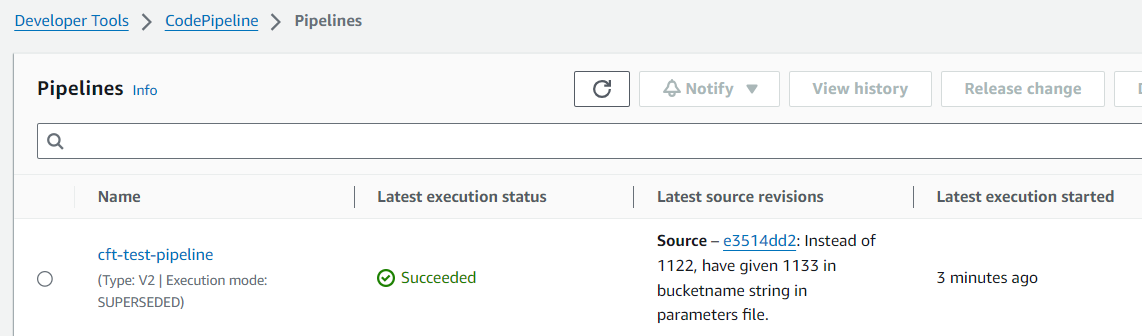 Developer Tools > CodePipeline > Pipelines
Pipelines Info
Notify ▼ View history Release change
Name Latest execution status Latest source revisions Latest execution started
cft-test-pipeline
(Type: V2 | Execution mode:
SUPERSEDED)
Succeeded
Source – e3514dd2: Instead of
1122, have given 1133 in
bucketname string in
parameters file.
3 minutes ago